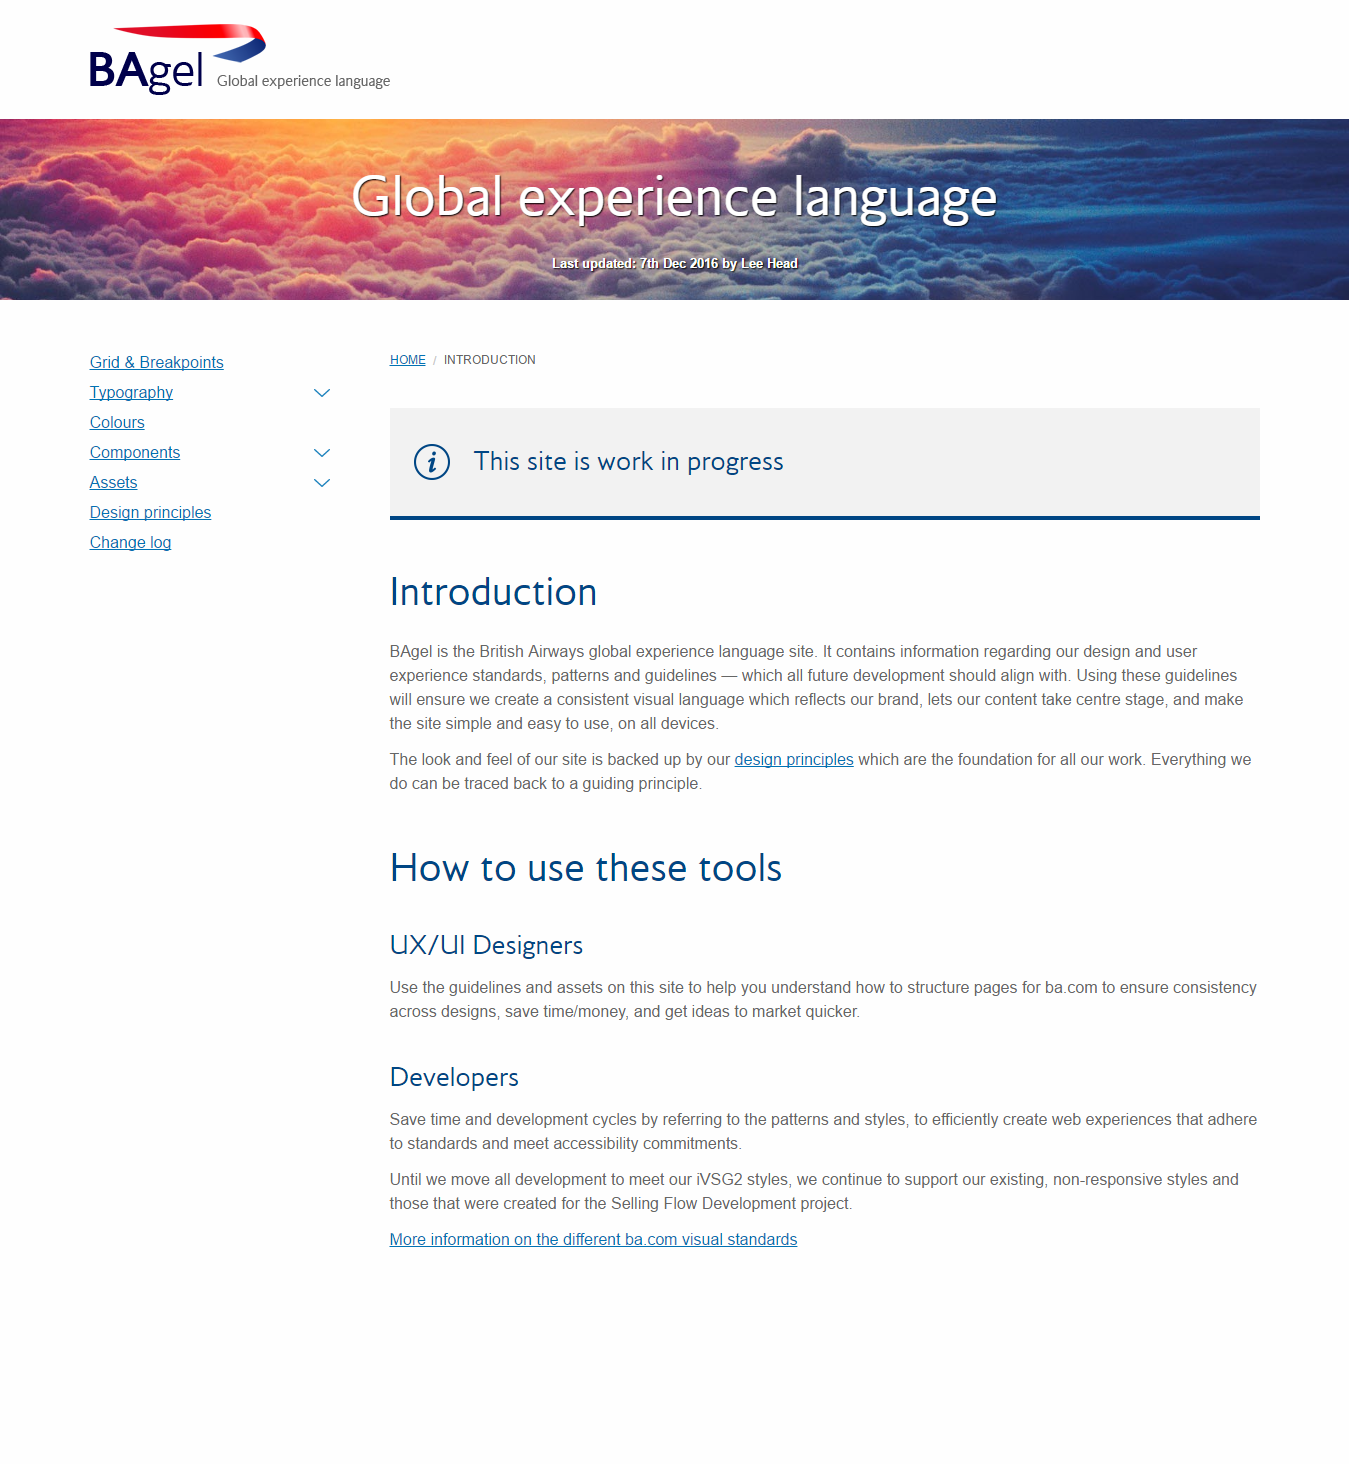 BAgel Global experience language
Global experience language
Last updated: 7th Dec 2016 by Lee Head
Grid & Breakpoints
Typography
Colours
Components
Assets
Design principles
Change log
HOME / INTRODUCTION
i This site is work in progress
Introduction
BAgel is the British Airways global experience language site. It contains information regarding our design and user
experience standards, patterns and guidelines — which all future development should align with. Using these guidelines
will ensure we create a consistent visual language which reflects our brand, lets our content take centre stage, and make
the site simple and easy to use, on all devices.
The look and feel of our site is backed up by our design principles which are the foundation for all our work. Everything we
do can be traced back to a guiding principle.
How to use these tools
UX/UI Designers
Use the guidelines and assets on this site to help you understand how to structure pages for ba.com to ensure consistency
across designs, save time/money, and get ideas to market quicker.
Developers
Save time and development cycles by referring to the patterns and styles, to efficiently create web experiences that adhere
to standards and meet accessibility commitments.
Until we move all development to meet our iVSG2 styles, we continue to support our existing, non-responsive styles and
those that were created for the Selling Flow Development project.
More information on the different ba.com visual standards